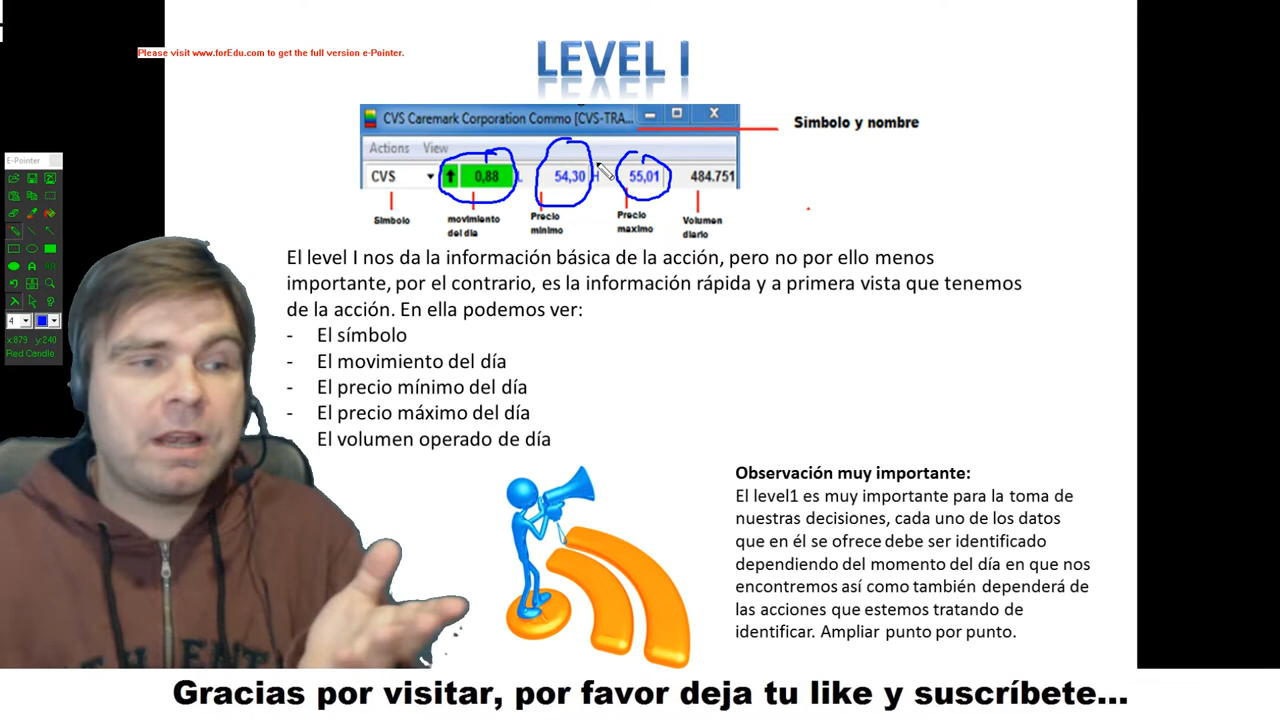 Please visit www.forEdu.com to get the full version e-Pointer.
LEVEL I
CVS Caremark Corporation Commo [CVS-TRA...
Simbolo y nombre
Actions View
CVS 0,88 L 54,30 H 55,01 484.751
Simbolo
movimiento del dia
Precio minimo
Precio maximo
Volumen diario
E-Pointer
4
x:879 y:240
Red Candle
El level I nos da la información básica de la acción, pero no por ello menos
importante, por el contrario, es la información rápida y a primera vista que tenemos
de la acción. En ella podemos ver:
- El símbolo
- El movimiento del día
- El precio mínimo del día
- El precio máximo del día
El volumen operado de día
Observación muy importante:
El level1 es muy importante para la toma de
nuestras decisiones, cada uno de los datos
que en él se ofrece debe ser identificado
dependiendo del momento del día en que nos
encontremos así como también dependerá de
las acciones que estemos tratando de
identificar. Ampliar punto por punto.
Gracias por visitar, por favor deja tu like y suscríbete...